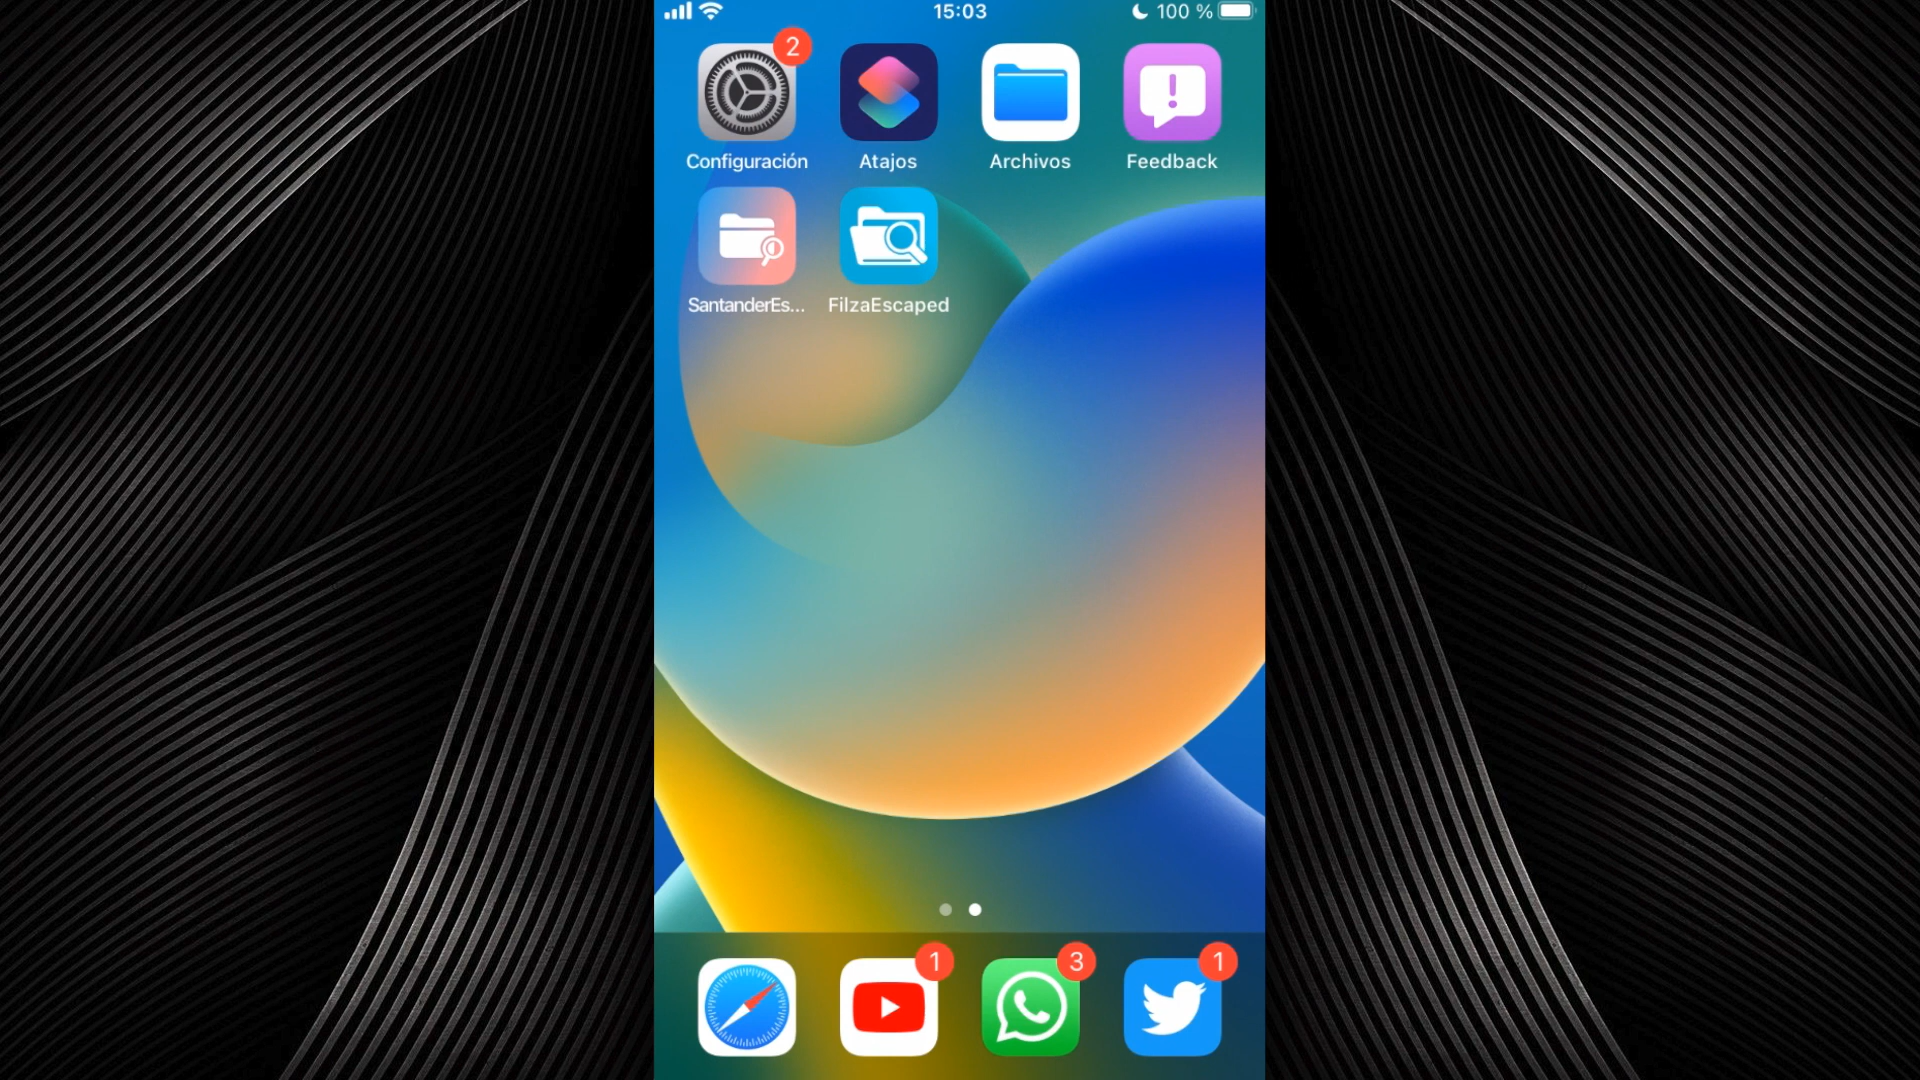 15:03
100 %
2
Configuración
Atajos
Archivos
Feedback
SantanderEs...
FilzaEscaped
1
3
1